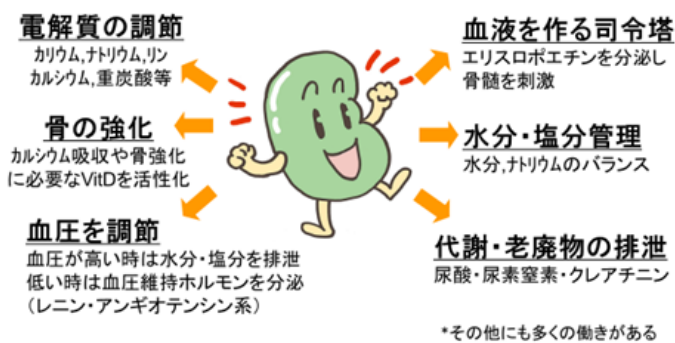 電解質の調節
カリウム,ナトリウム,リン
カルシウム,重炭酸等
骨の強化
カルシウム吸収や骨強化
に必要なVitDを活性化
血圧を調節
血圧が高い時は水分・塩分を排泄
低い時は血圧維持ホルモンを分泌
(レニン・アンギオテンシン系)
血液を作る司令塔
エリスロポエチンを分泌し
骨髄を刺激
水分・塩分管理
水分,ナトリウムのバランス
代謝・老廃物の排泄
尿酸・尿素窒素・クレアチニン
*その他にも多くの働きがある